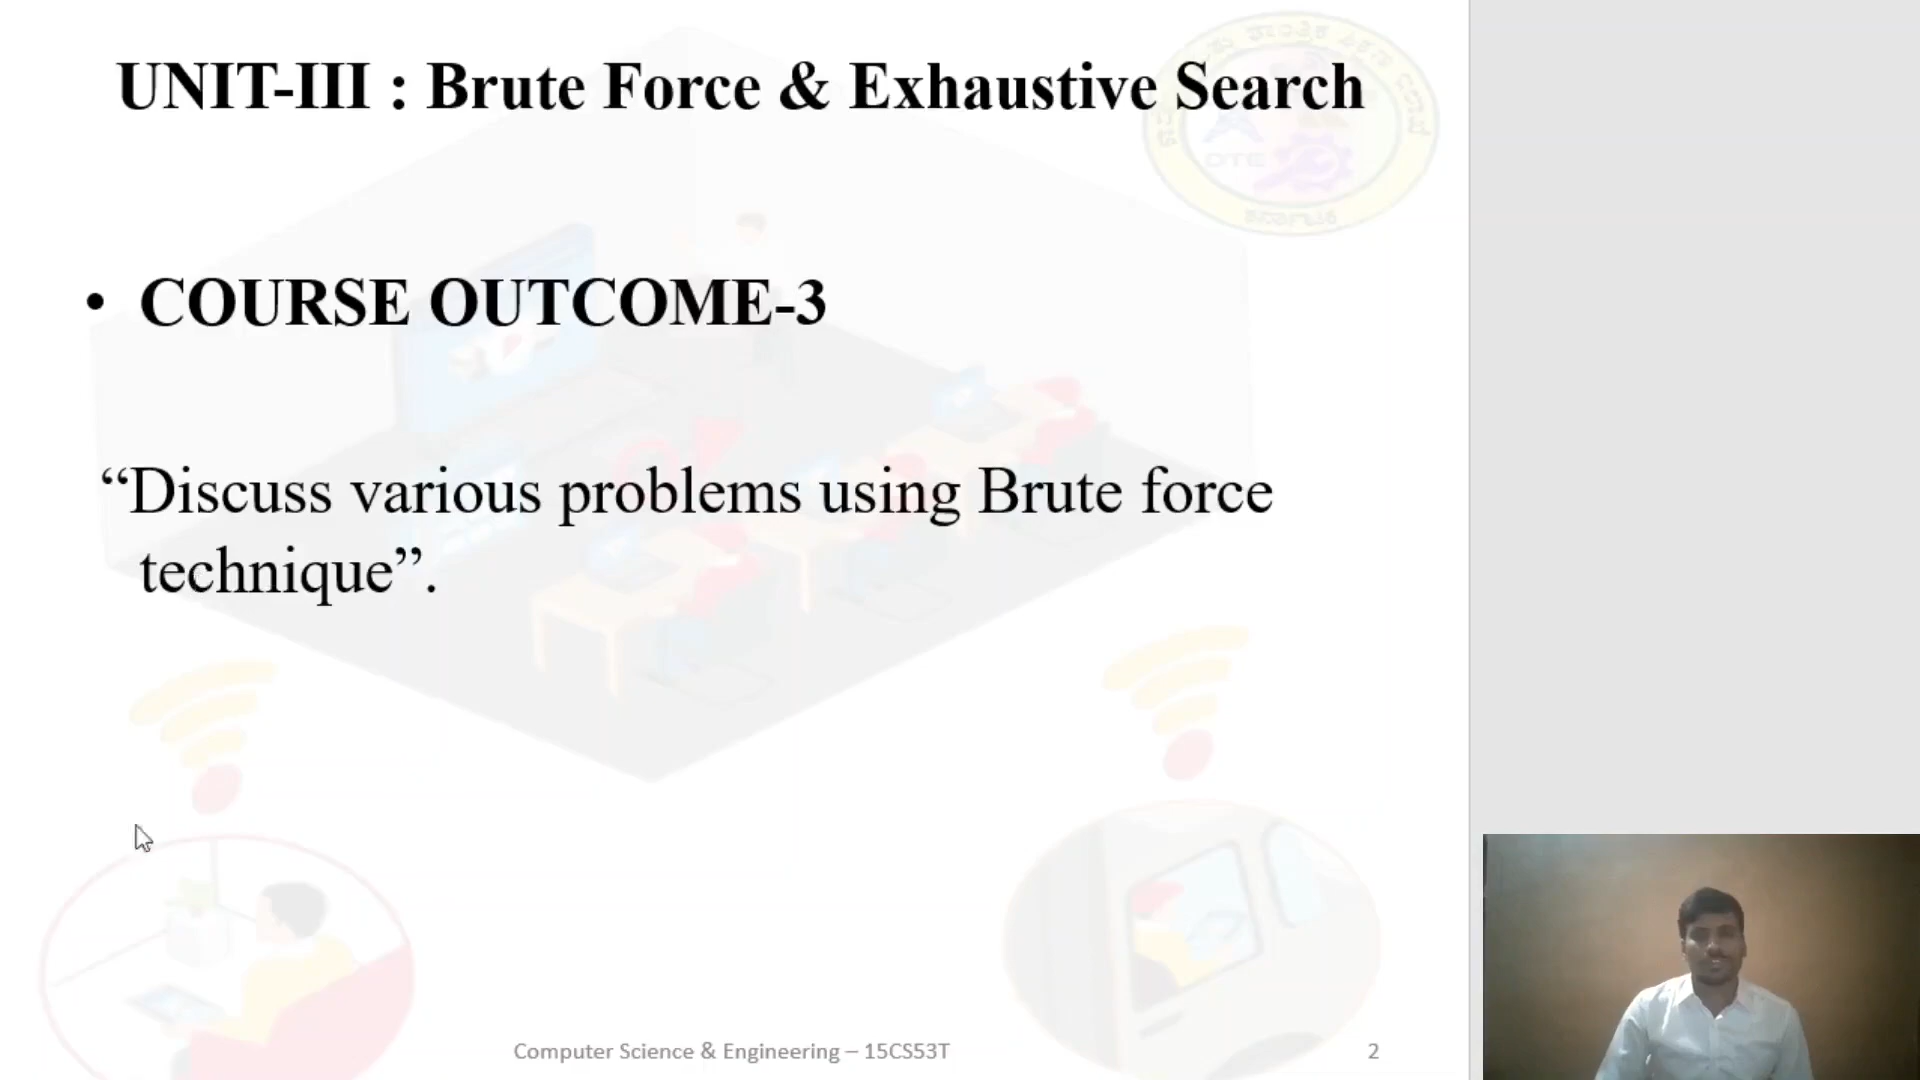 UNIT-III : Brute Force & Exhaustive Search
DTE
• COURSE OUTCOME-3
“Discuss various problems using Brute force
technique”.
Computer Science & Engineering – 15CS53T
2